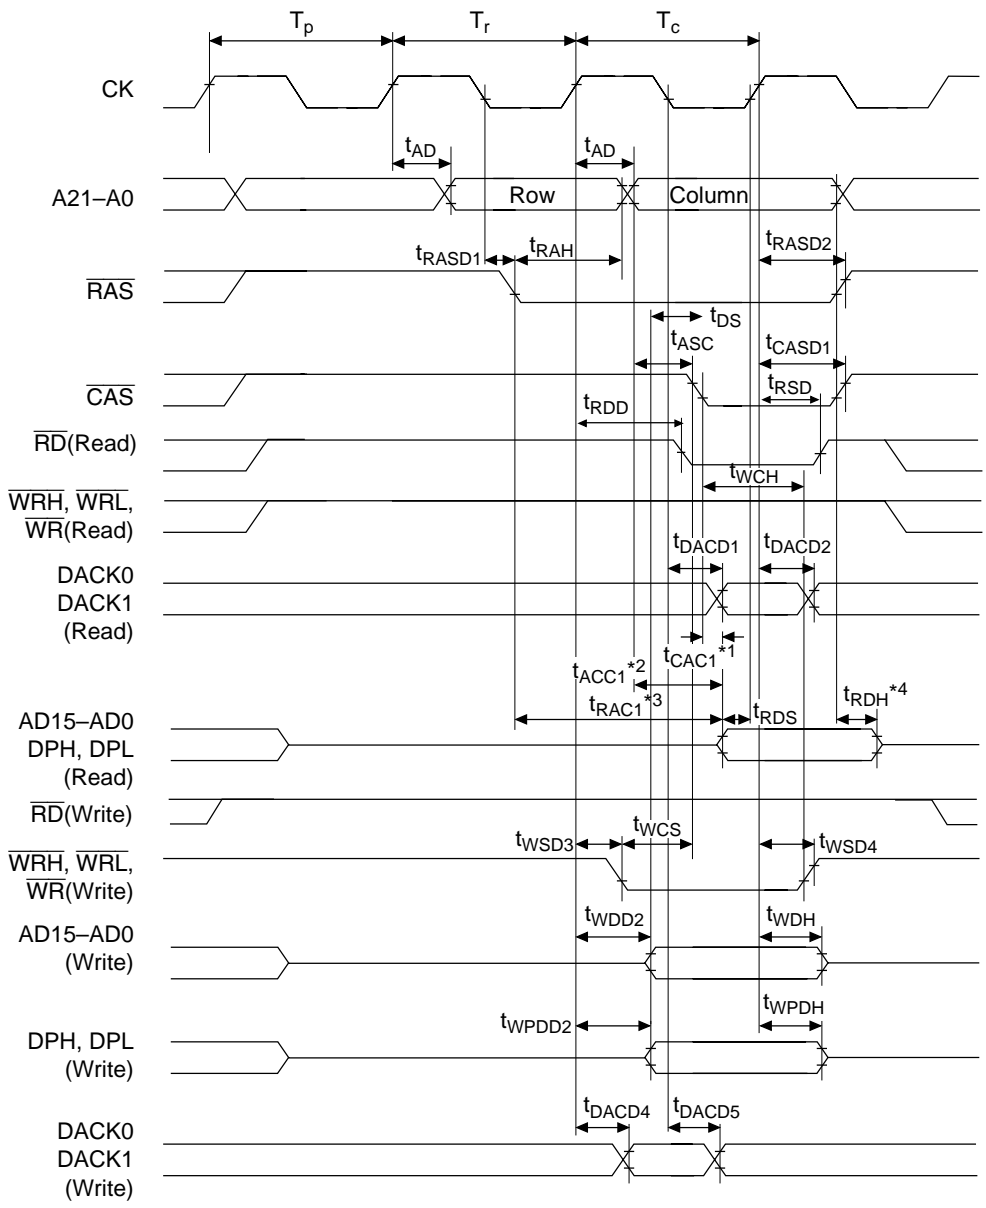 Tp Tr Tc
CK
tAD tAD
A21–A0 Row Column
tRASD1 tRAH tRASD2
RAS
tDS
tASC tCASD1
CAS
tRDD tRSD
RD(Read)
tWCH
WRH, WRL,
WR(Read)
tDACD1 tDACD2
DACK0
DACK1
(Read)
tCAC1*1
tACC1*2
tRAC1*3 tRDS tRDH*4
AD15–AD0
DPH, DPL
(Read)
RD(Write)
tWSD3 tWCS tWSD4
WRH, WRL,
WR(Write)
tWDD2 tWDH
AD15–AD0
(Write)
tWPDD2 tWPDH
DPH, DPL
(Write)
tDACD4 tDACD5
DACK0
DACK1
(Write)